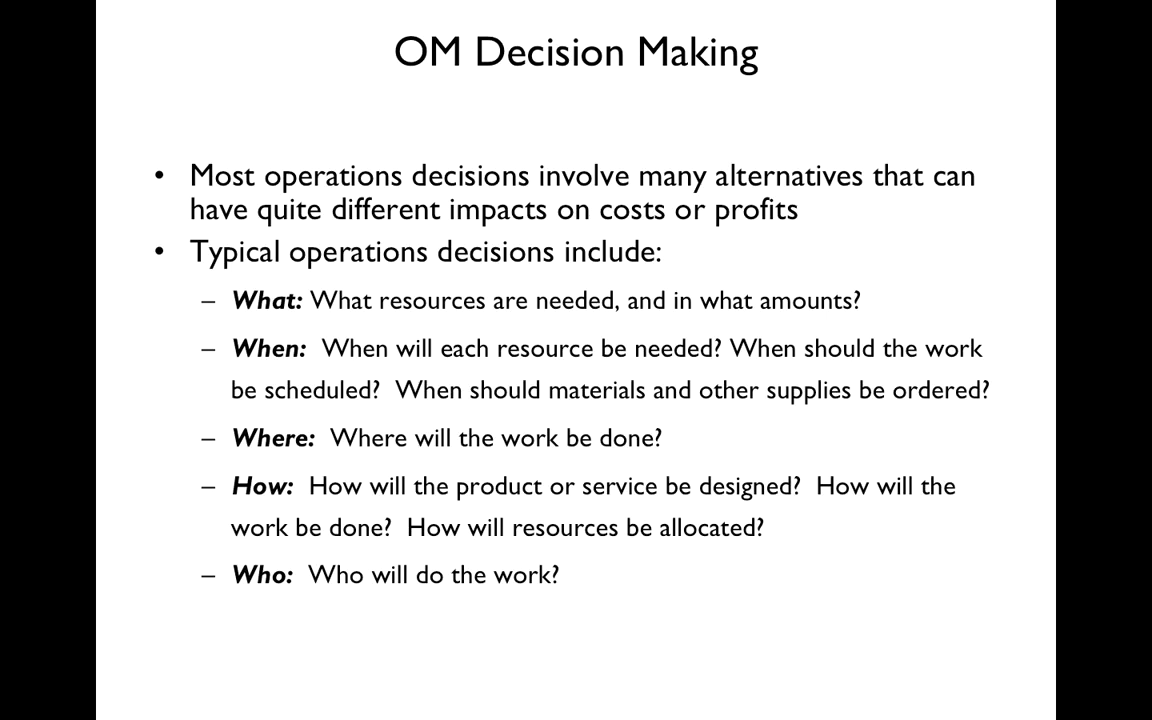 OM Decision Making
• Most operations decisions involve many alternatives that can
have quite different impacts on costs or profits
• Typical operations decisions include:
– What: What resources are needed, and in what amounts?
– When: When will each resource be needed? When should the work
be scheduled? When should materials and other supplies be ordered?
– Where: Where will the work be done?
– How: How will the product or service be designed? How will the
work be done? How will resources be allocated?
– Who: Who will do the work?